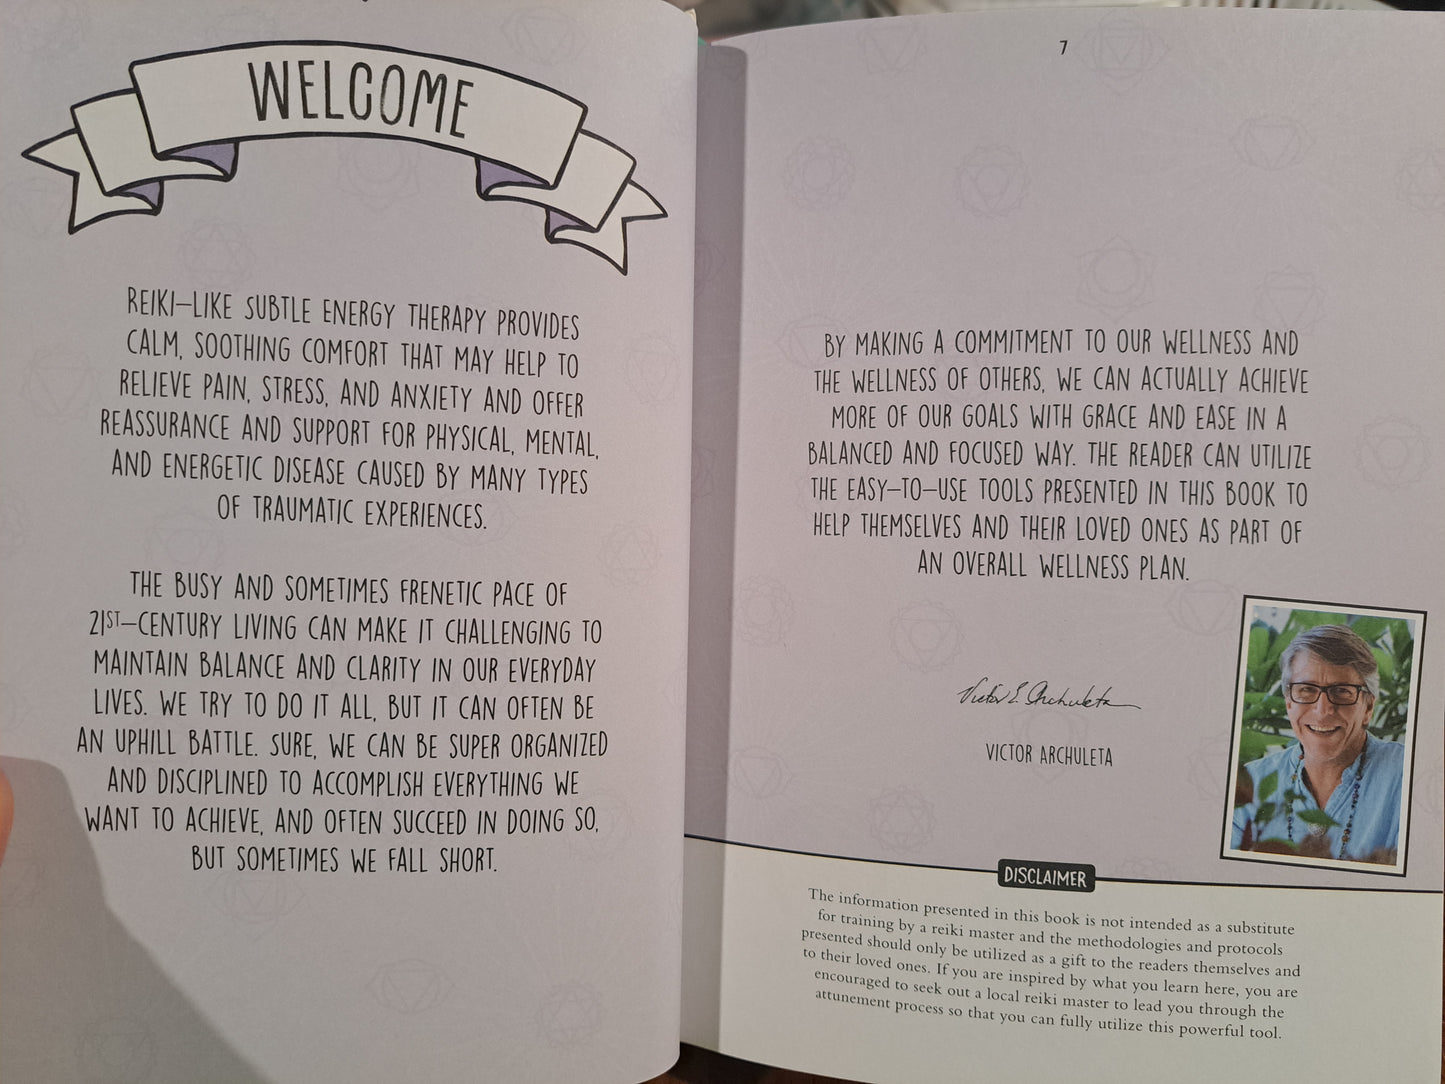 WELCOME
REIKI–LIKE SUBTLE ENERGY THERAPY PROVIDES
CALM, SOOTHING COMFORT THAT MAY HELP TO
RELIEVE PAIN, STRESS, AND ANXIETY AND OFFER
REASSURANCE AND SUPPORT FOR PHYSICAL, MENTAL,
AND ENERGETIC DISEASE CAUSED BY MANY TYPES
OF TRAUMATIC EXPERIENCES.
THE BUSY AND SOMETIMES FRENETIC PACE OF
21ST–CENTURY LIVING CAN MAKE IT CHALLENGING TO
MAINTAIN BALANCE AND CLARITY IN OUR EVERYDAY
LIVES. WE TRY TO DO IT ALL, BUT IT CAN OFTEN BE
AN UPHILL BATTLE. SURE, WE CAN BE SUPER ORGANIZED
AND DISCIPLINED TO ACCOMPLISH EVERYTHING WE
WANT TO ACHIEVE, AND OFTEN SUCCEED IN DOING SO,
BUT SOMETIMES WE FALL SHORT.
7
BY MAKING A COMMITMENT TO OUR WELLNESS AND
THE WELLNESS OF OTHERS, WE CAN ACTUALLY ACHIEVE
MORE OF OUR GOALS WITH GRACE AND EASE IN A
BALANCED AND FOCUSED WAY. THE READER CAN UTILIZE
THE EASY–TO–USE TOOLS PRESENTED IN THIS BOOK TO
HELP THEMSELVES AND THEIR LOVED ONES AS PART OF
AN OVERALL WELLNESS PLAN.
Victor E. Archuleta
VICTOR ARCHULETA
DISCLAIMER
The information presented in this book is not intended as a substitute
for training by a reiki master and the methodologies and protocols
presented should only be utilized as a gift to the readers themselves and
to their loved ones. If you are inspired by what you learn here, you are
encouraged to seek out a local reiki master to lead you through the
attunement process so that you can fully utilize this powerful tool.